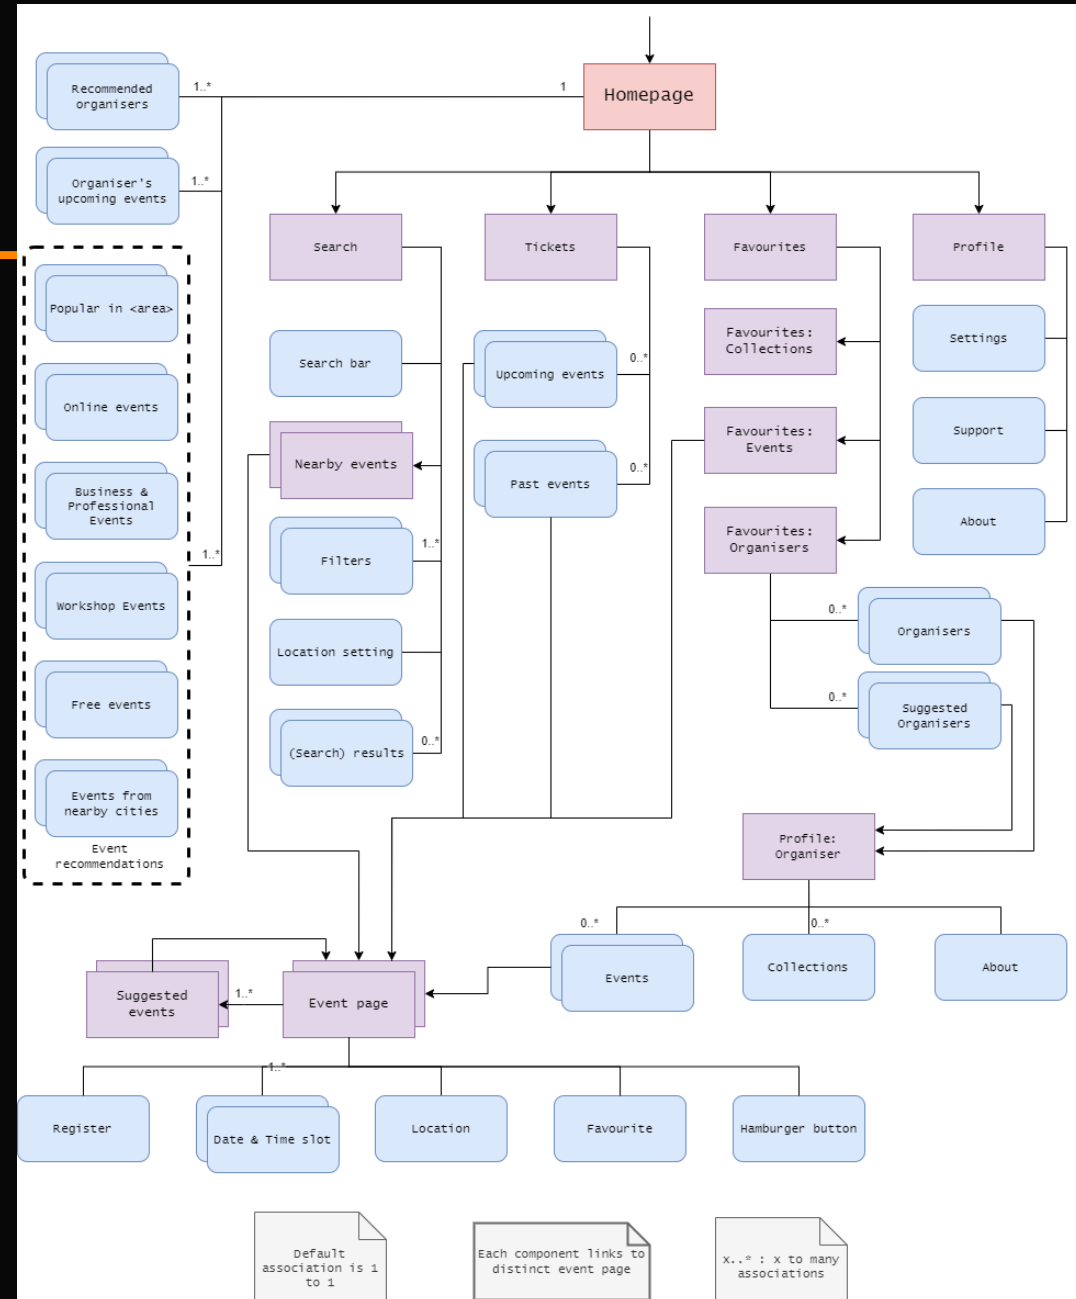 Homepage
1
1..*
Recommended
organisers
1..*
Organiser's
upcoming events
Popular in <area>
Online events
Business &
Professional
Events
1..*
Workshop Events
Free events
Events from
nearby cities
Event
recommendations
Search
Search bar
Nearby events
1..*
Filters
Location setting
0..*
(Search) results
Tickets
0..*
Upcoming events
0..*
Past events
Favourites
Favourites:
Collections
Favourites:
Events
Favourites:
Organisers
0..*
Organisers
0..*
Suggested
Organisers
Profile
Settings
Support
About
Profile:
Organiser
0..*
Events
0..*
Collections
About
Suggested
events
1..*
Event page
1..*
Register
Date & Time slot
Location
Favourite
Hamburger button
Default
association is 1
to 1
Each component links to
distinct event page
x..* : x to many
associations